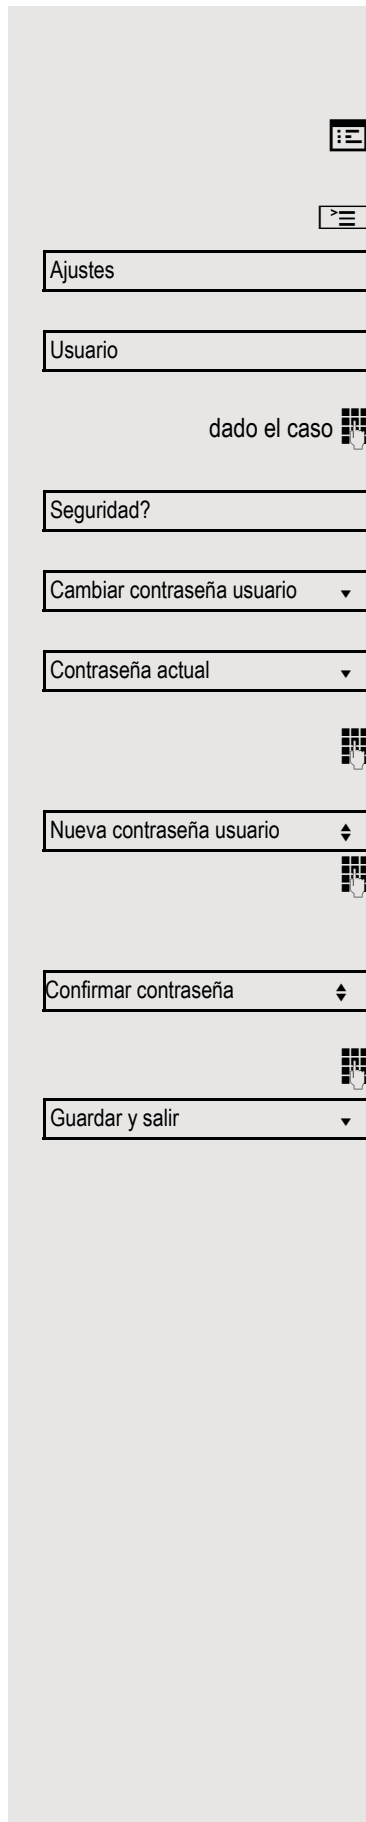 Ajustes
Usuario
dado el caso
Seguridad?
Cambiar contraseña usuario
Contraseña actual
Nueva contraseña usuario
Confirmar contraseña
Guardar y salir